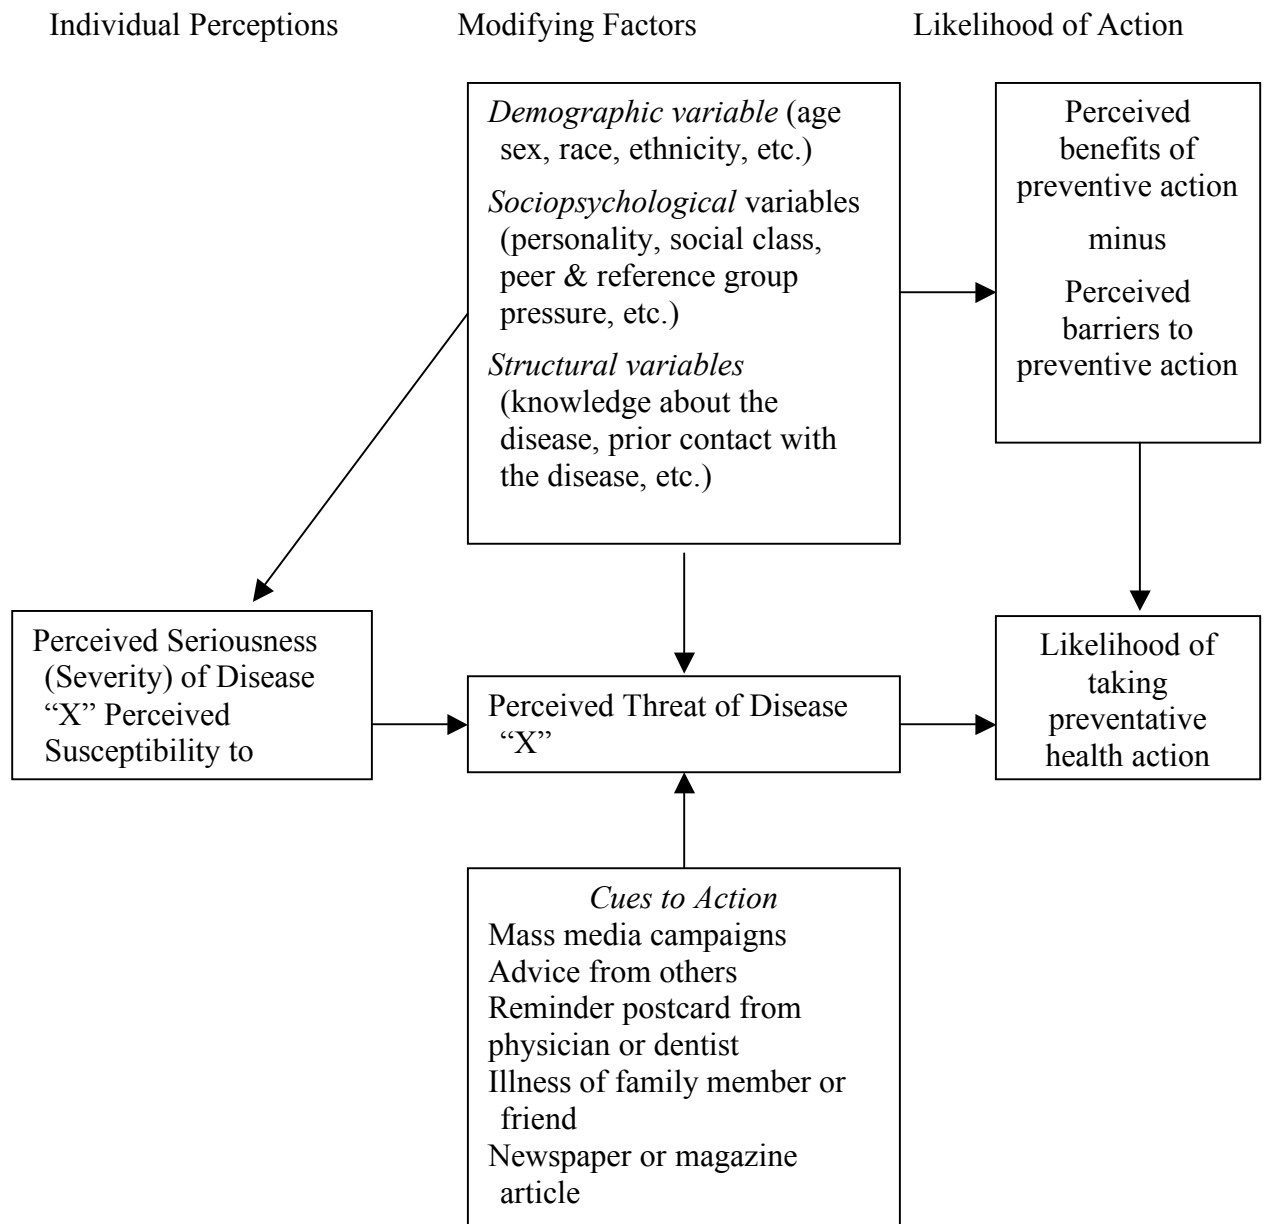 Individual Perceptions
Modifying Factors
Likelihood of Action
Demographic variable (age
sex, race, ethnicity, etc.)
Sociopsychological variables
(personality, social class,
peer & reference group
pressure, etc.)
Structural variables
(knowledge about the
disease, prior contact with
the disease, etc.)
Perceived
benefits of
preventive action
minus
Perceived
barriers to
preventive action
Perceived Seriousness
(Severity) of Disease
“X” Perceived
Susceptibility to
Perceived Threat of Disease
“X”
Likelihood of
taking
preventative
health action
Cues to Action
Mass media campaigns
Advice from others
Reminder postcard from
physician or dentist
Illness of family member or
friend
Newspaper or magazine
article